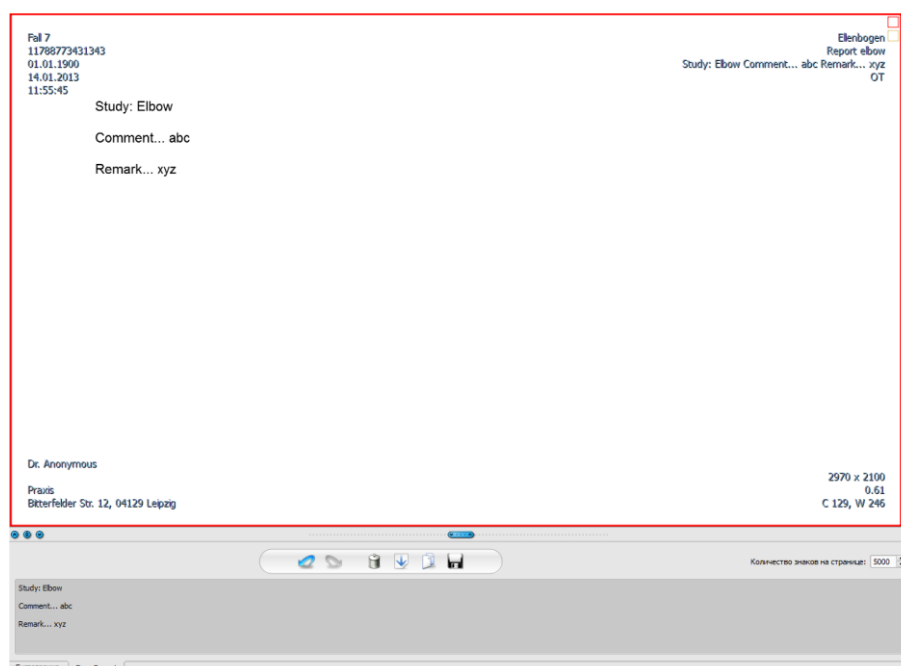 Fall 7
11788773431343
01.01.1900
14.01.2013
11:55:45
Ellenbogen
Report elbow
Study: Elbow Comment... abc Remark... xyz
OT
Study: Elbow
Comment... abc
Remark... xyz
Dr. Anonymous
Praxis
Bitterfelder Str. 12, 04129 Leipzig
2970 x 2100
0.61
C 129, W 246
Количество знаков на странице: 5000
Study: Elbow
Comment... abc
Remark... xyz